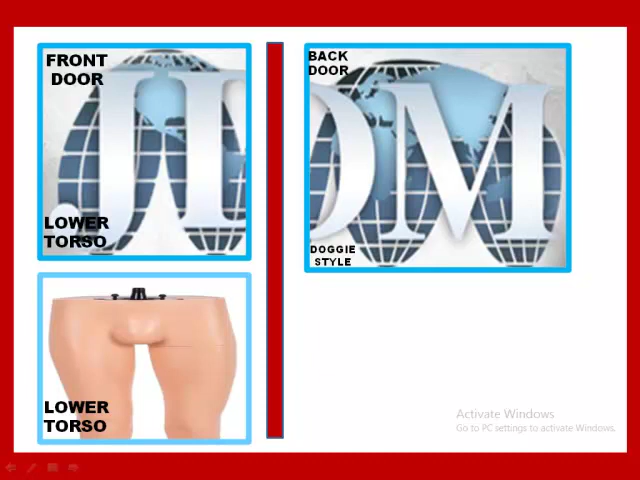 FRONT
DOOR
LOWER
TORSO
BACK
DOOR
DM
DOGGIE
STYLE
LOWER
TORSO
Activate Windows
Go to PC settings to activate Windows.